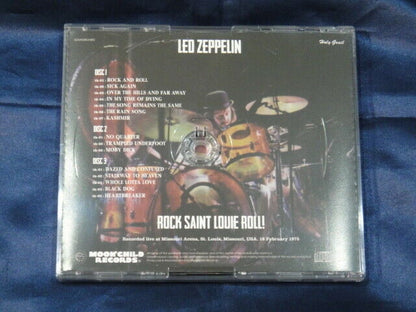 LED ZEPPELIN
Holy Grail
DISC 1
ROCK AND ROLL
SICK AGAIN
OVER THE HILLS AND FAR AWAY
IN MY TIME OF DYING
THE SONG REMAINS THE SAME
THE RAIN SONG
KASHMIR
DISC 2
NO QUARTER
TRAMPLED UNDERFOOT
MOBY DICK
DISC 3
DAZED AND CONFUSED
STAIRWAY TO HEAVEN
WHOLE LOTTA LOVE
BLACK DOG
HEARTBREAKER
ROCK SAINT LOUIE ROLL!
Recorded live at Missouri Arena, St. Louis, Missouri, USA. 16 February 1975
MOONCHILD
RECORDS